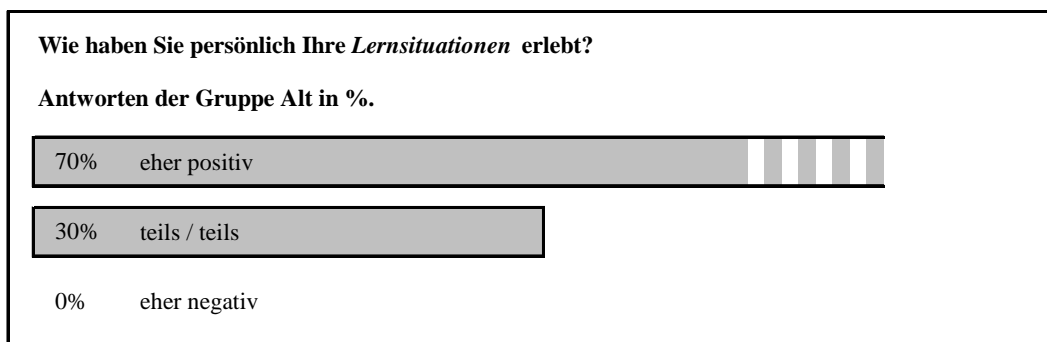 Wie haben Sie persönlich Ihre Lernsituationen erlebt?
Antworten der Gruppe Alt in %.
70% eher positiv
30% teils / teils
0% eher negativ